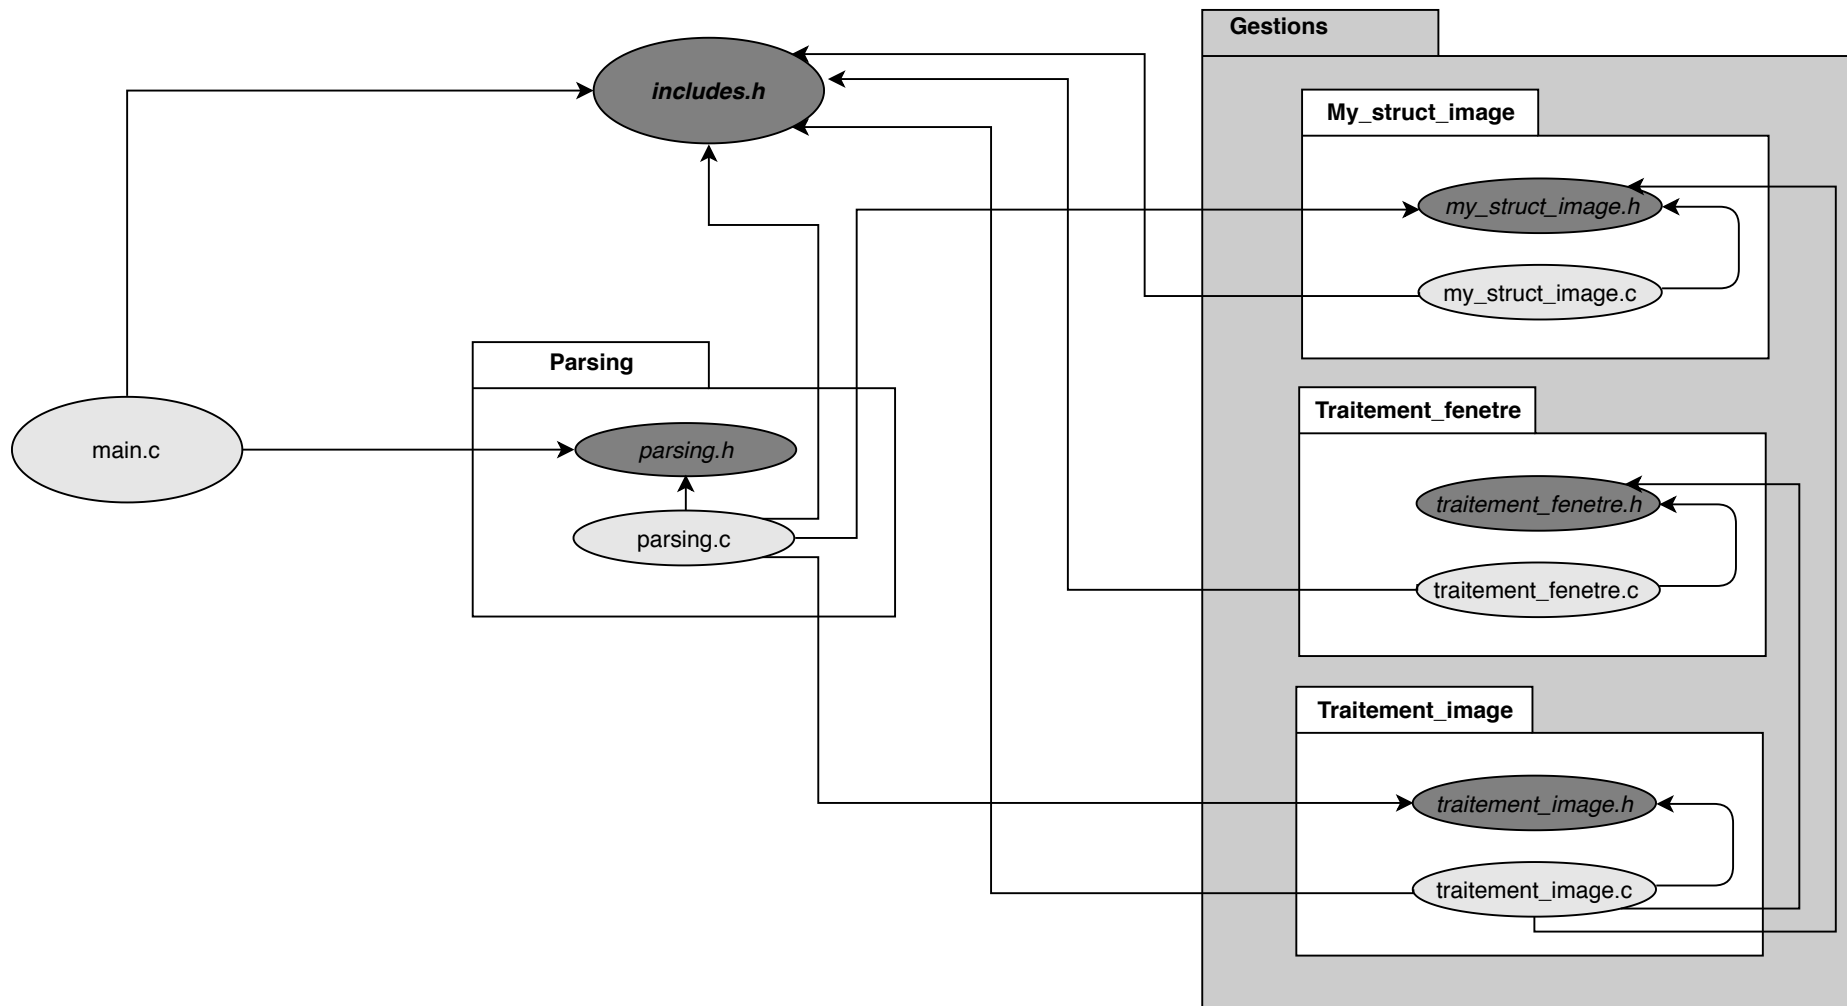 Gestions
includes.h
My_struct_image
my_struct_image.h
my_struct_image.c
Parsing
main.c
parsing.h
parsing.c
Traitement_fenetre
traitement_fenetre.h
traitement_fenetre.c
Traitement_image
traitement_image.h
traitement_image.c